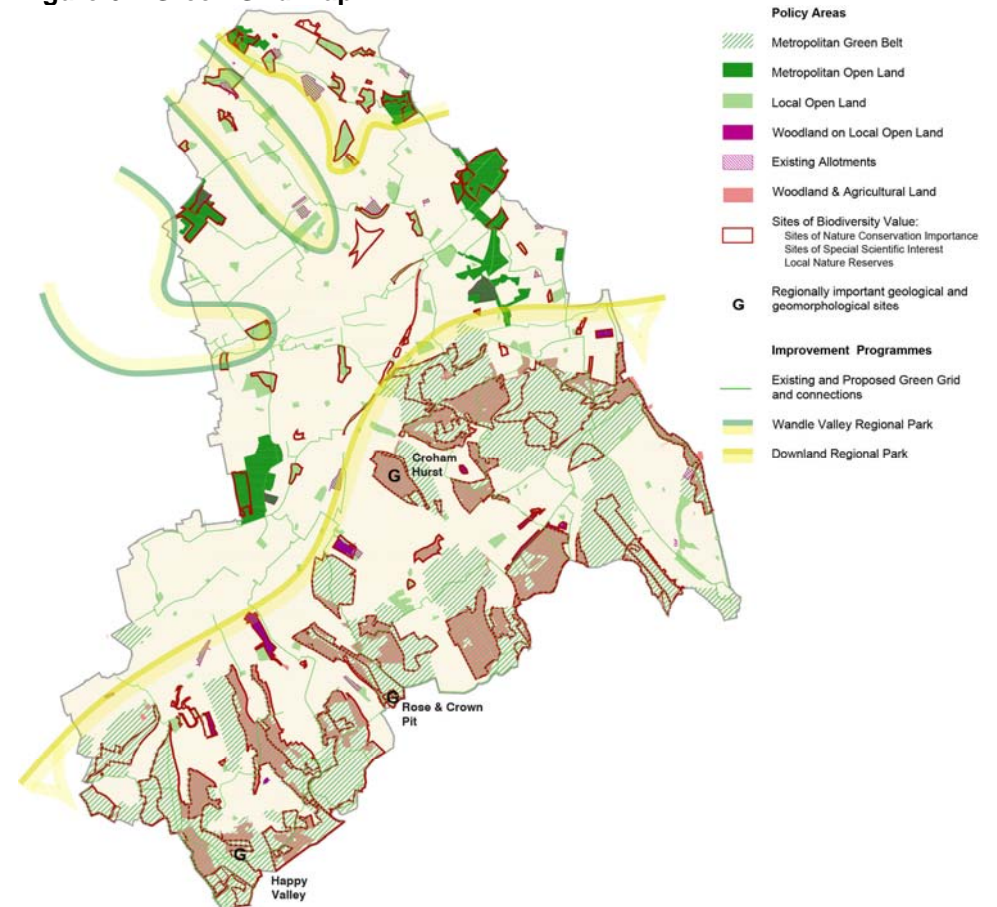 Policy Areas
Metropolitan Green Belt
Metropolitan Open Land
Local Open Land
Woodland on Local Open Land
Existing Allotments
Woodland & Agricultural Land
Sites of Biodiversity Value:
Sites of Nature Conservation Importance
Sites of Special Scientific Interest
Local Nature Reserves
G
Regionally important geological and
geomorphological sites
Improvement Programmes
Existing and Proposed Green Grid
and connections
Wandle Valley Regional Park
Downland Regional Park
Croham
Hurst
G
G
Rose & Crown
Pit
G
Happy
Valley